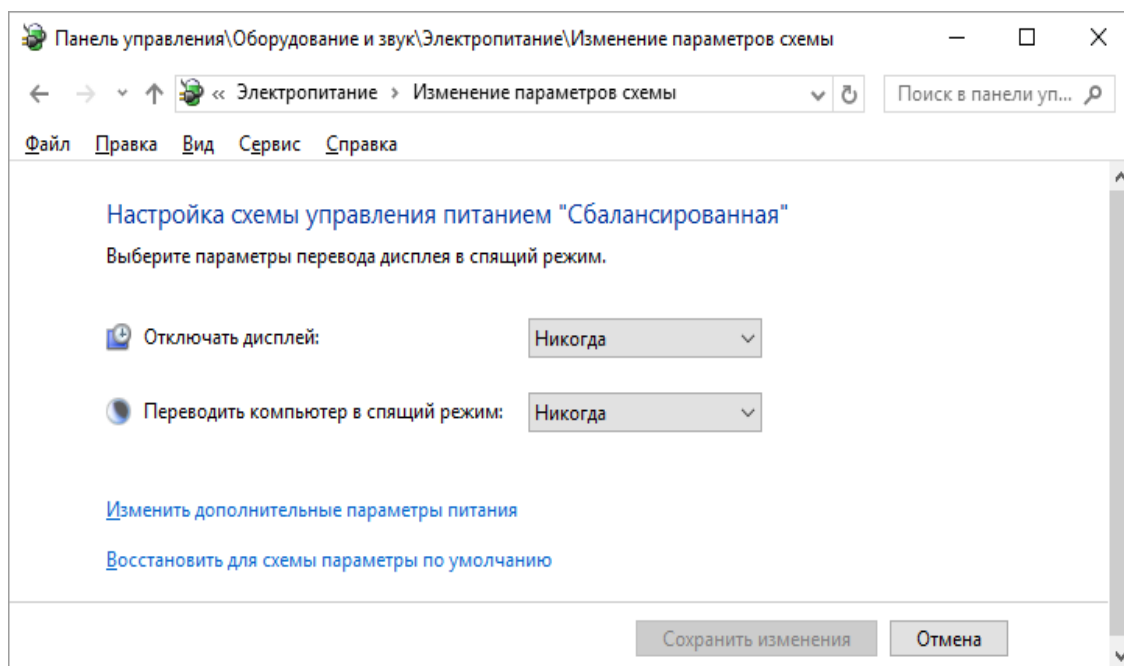 Панель управления\Оборудование и звук\Электропитание\Изменение параметров схемы
« Электропитание › Изменение параметров схемы
Поиск в панели уп...
Файл Правка Вид Сервис Справка
Настройка схемы управления питанием "Сбалансированная"
Выберите параметры перевода дисплея в спящий режим.
Отключать дисплей: Никогда
Переводить компьютер в спящий режим: Никогда
Изменить дополнительные параметры питания
Восстановить для схемы параметры по умолчанию
Сохранить изменения Отмена